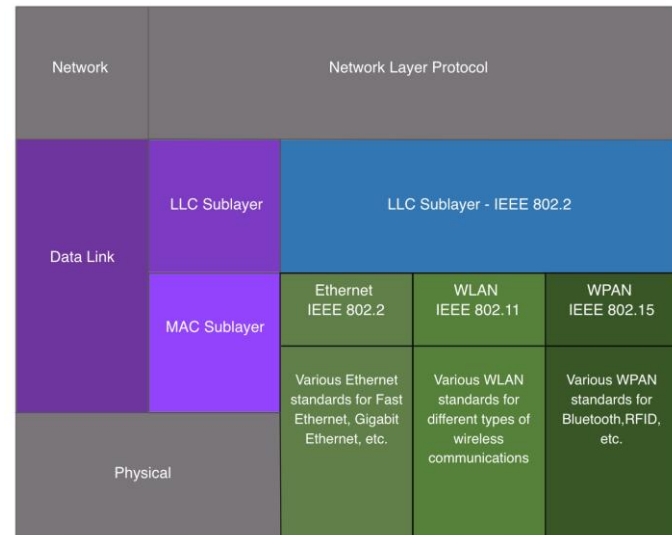 Network
Network Layer Protocol
Data Link
LLC Sublayer
LLC Sublayer - IEEE 802.2
MAC Sublayer
Ethernet
IEEE 802.2
WLAN
IEEE 802.11
WPAN
IEEE 802.15
Various Ethernet
standards for Fast
Ethernet, Gigabit
Ethernet, etc.
Various WLAN
standards for
different types of
wireless
communications
Various WPAN
standards for
Bluetooth,RFID,
etc.
Physical